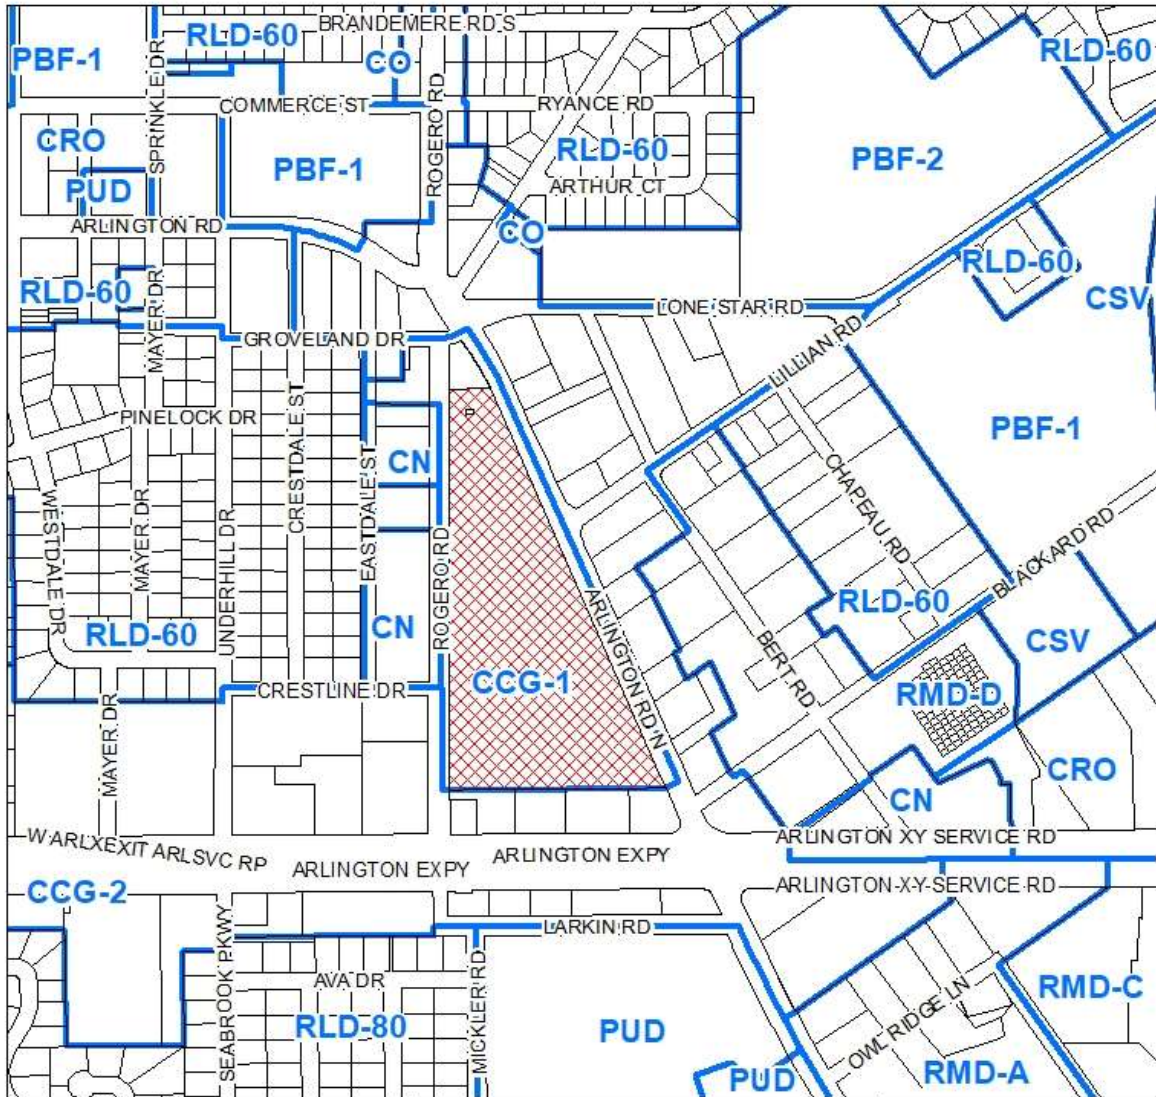 BRANDEMERE RD S
RLD-60
PBF-1
CO
RLD-60
SPRINKLE DR
COMMERCE ST
ROGERO RD
RYANCE RD
CRO
PBF-1
RLD-60
PBF-2
PUD
ARTHUR CT
ARLINGTON RD
CO
RLD-60
RLD-60
CSV
MAYER DR
LONE STAR RD
GROVELAND DR
LILLIAN RD
PINELOCK DR
P
CRESTDALE ST
PBF-1
CN
EASTDALE ST
CHAPEAU RD
WESTDALE DR
MAYER DR
UNDERHILL DR
ROGERO RD
BLACKARD RD
RLD-60
ARLINGTON RD N
RLD-60
CN
BERT RD
CSV
CCG-1
CRESTLINE DR
RMD-D
MAYER DR
CRO
CN
W ARLXEXIT ARLSVC RP
ARLINGTON EXPY
ARLINGTON EXPY
ARLINGTON XY SERVICE RD
CCG-2
ARLINGTON XY SERVICE RD
SEABROOK PKWY
LARKIN RD
AVA DR
MICKLER RD
RMD-C
RLD-80
PUD
OWL RIDGE LN
PUD
RMD-A